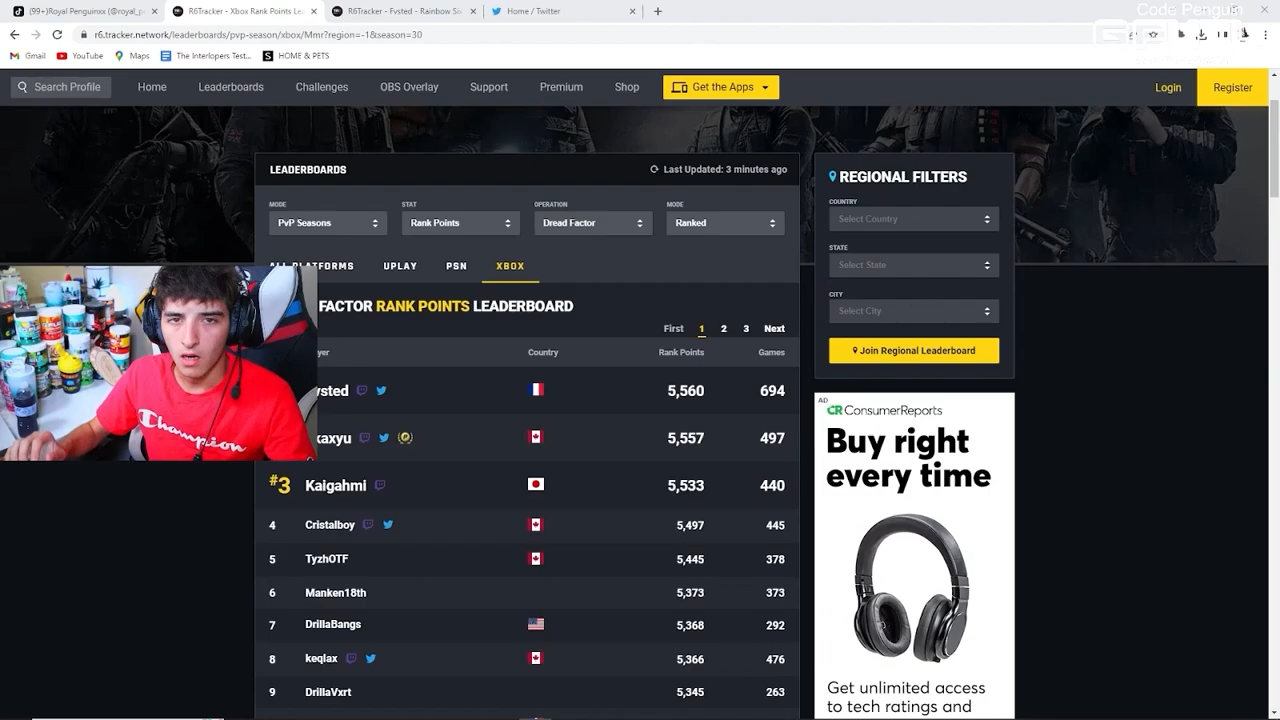 (99+)Royal Penguinxx (@royal_p
R6Tracker - Xbox Rank Points Lea
R6Tracker - Fvsted - Rainbow Six
Home / Twitter
Code Penguin
r6.tracker.network/leaderboards/pvp-season/xbox/Mmr?region=-1&season=30
Gmail
YouTube
Maps
The Interlopers Test...
HOME & PETS
Search Profile
Home
Leaderboards
Challenges
OBS Overlay
Support
Premium
Shop
Get the Apps
Login
Register
LEADERBOARDS
Last Updated: 3 minutes ago
MODE
STAT
OPERATION
MODE
PvP Seasons
Rank Points
Dread Factor
Ranked
ALL PLATFORMS
UPLAY
PSN
XBOX
FACTOR RANK POINTS LEADERBOARD
First 1 2 3 Next
yer
Country
Rank Points
Games
rsted 5,560 694
kaxyu 5,557 497
#3 Kaigahmi 5,533 440
4 Cristalboy 5,497 445
5 TyzhOTF 5,445 378
6 Manken18th 5,373 373
7 DrillaBangs 5,368 292
8 keqlax 5,366 476
9 DrillaVxrt 5,345 263
REGIONAL FILTERS
COUNTRY
Select Country
STATE
Select State
CITY
Select City
Join Regional Leaderboard
AD
CR ConsumerReports
Buy right
every time
Get unlimited access
to tech ratings and
Champion